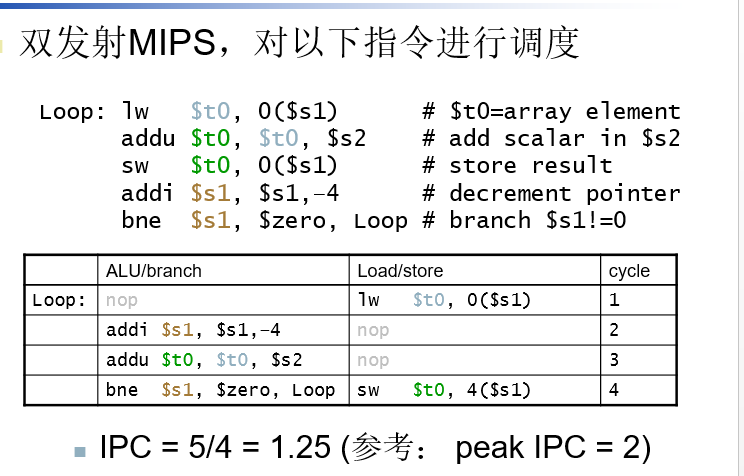 双发射MIPS，对以下指令进行调度
Loop: lw $t0, 0($s1) # $t0=array element
addu $t0, $t0, $s2 # add scalar in $s2
sw $t0, 0($s1) # store result
addi $s1, $s1,–4 # decrement pointer
bne $s1, $zero, Loop # branch $s1!=0
ALU/branch Load/store cycle
Loop: nop lw $t0, 0($s1) 1
addi $s1, $s1,–4 nop 2
addu $t0, $t0, $s2 nop 3
bne $s1, $zero, Loop sw $t0, 4($s1) 4
IPC = 5/4 = 1.25 (参考： peak IPC = 2)